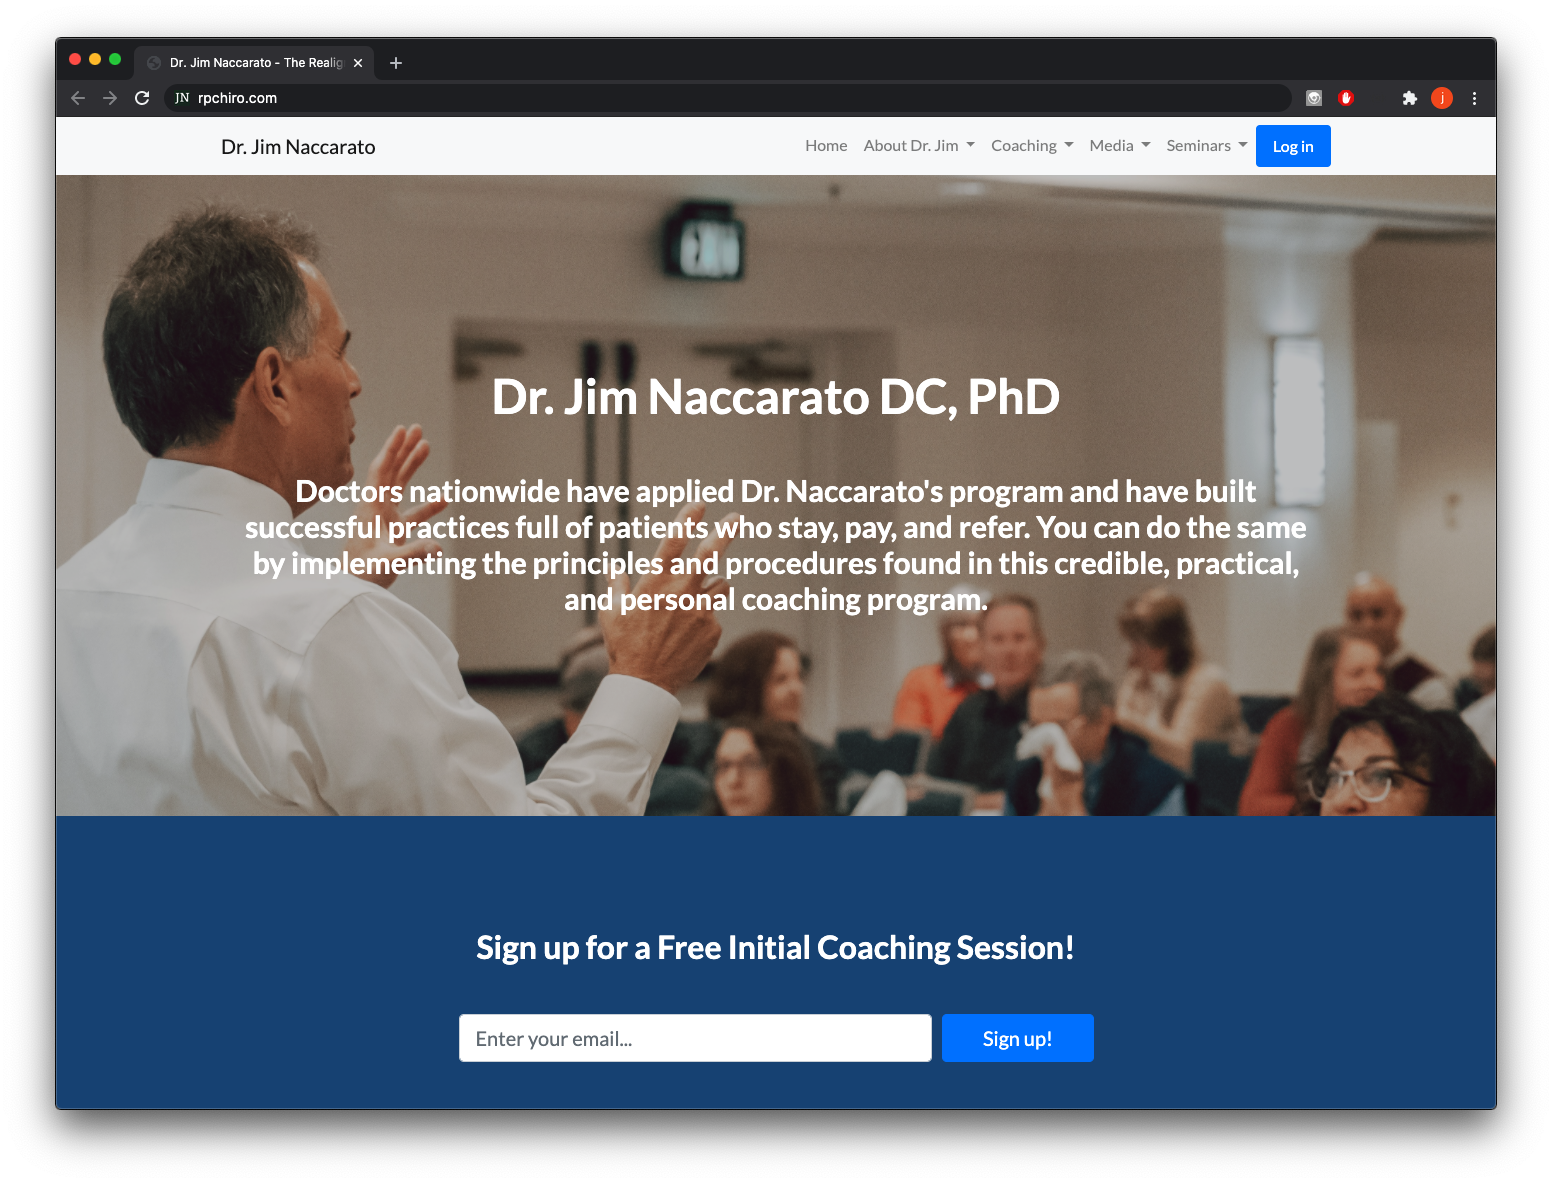 Dr. Jim Naccarato - The Realig
JN rpchiro.com
j
Dr. Jim Naccarato
Home About Dr. Jim Coaching Media Seminars Log in
Dr. Jim Naccarato DC, PhD
Doctors nationwide have applied Dr. Naccarato's program and have built
successful practices full of patients who stay, pay, and refer. You can do the same
by implementing the principles and procedures found in this credible, practical,
and personal coaching program.
Sign up for a Free Initial Coaching Session!
Enter your email... Sign up!